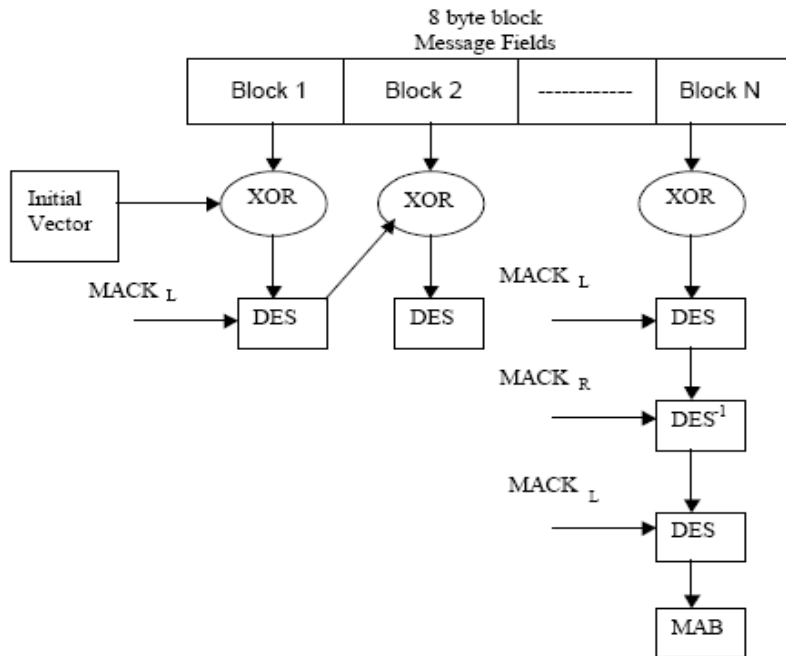 8 byte block
Message Fields
Block 1
Block 2
------------
Block N
Initial
Vector
XOR
XOR
XOR
MACK L
DES
DES
MACK L
DES
MACK R
DES-1
MACK L
DES
MAB